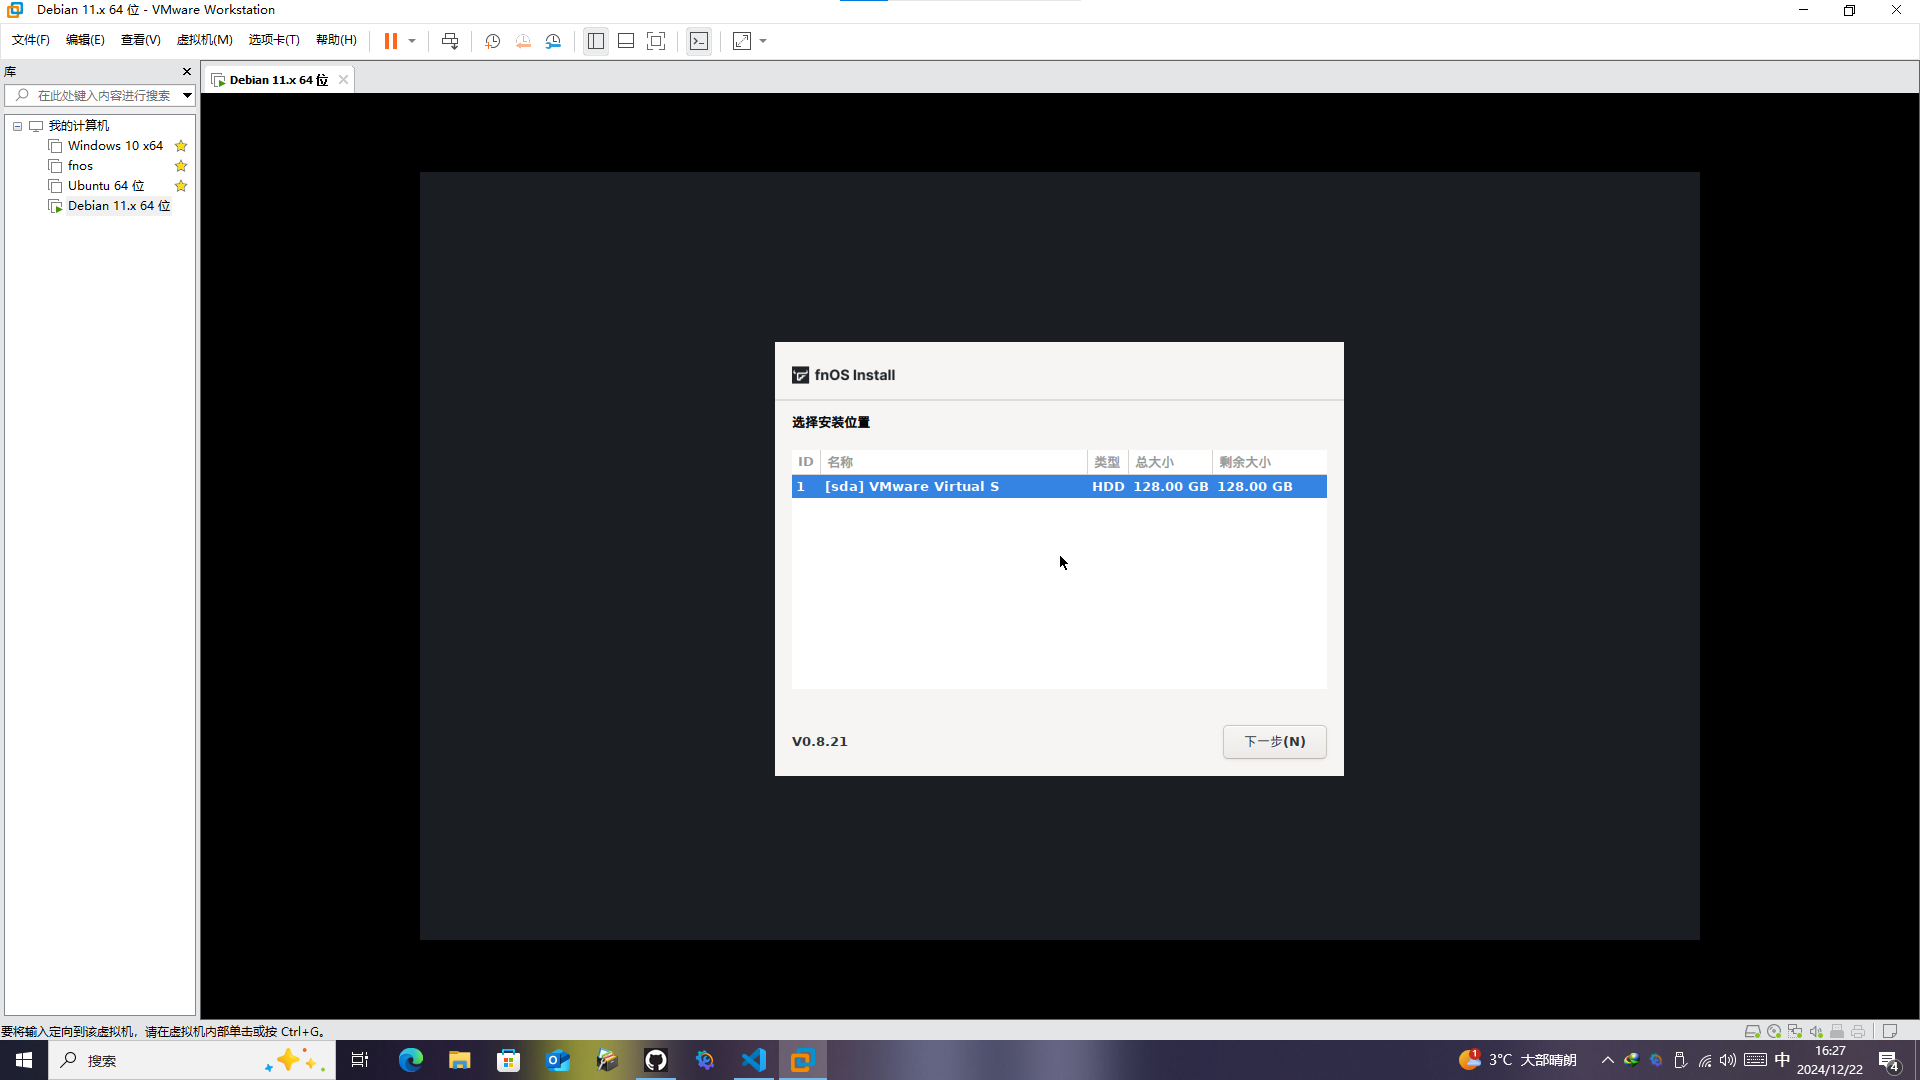 Debian 11.x 64 位 - VMware Workstation
文件(F) 编辑(E) 查看(V) 虚拟机(M) 选项卡(T) 帮助(H)
库
Debian 11.x 64 位
在此处键入内容进行搜索
我的计算机
Windows 10 x64
fnos
Ubuntu 64 位
Debian 11.x 64 位
fnOS Install
选择安装位置
ID 名称 类型 总大小 剩余大小
1 [sda] VMware Virtual S HDD 128.00 GB 128.00 GB
V0.8.21
下一步(N)
要将输入定向到该虚拟机，请在虚拟机内部单击或按 Ctrl+G。
搜索
1
3°C 大部晴朗
中
16:27
2024/12/22
4